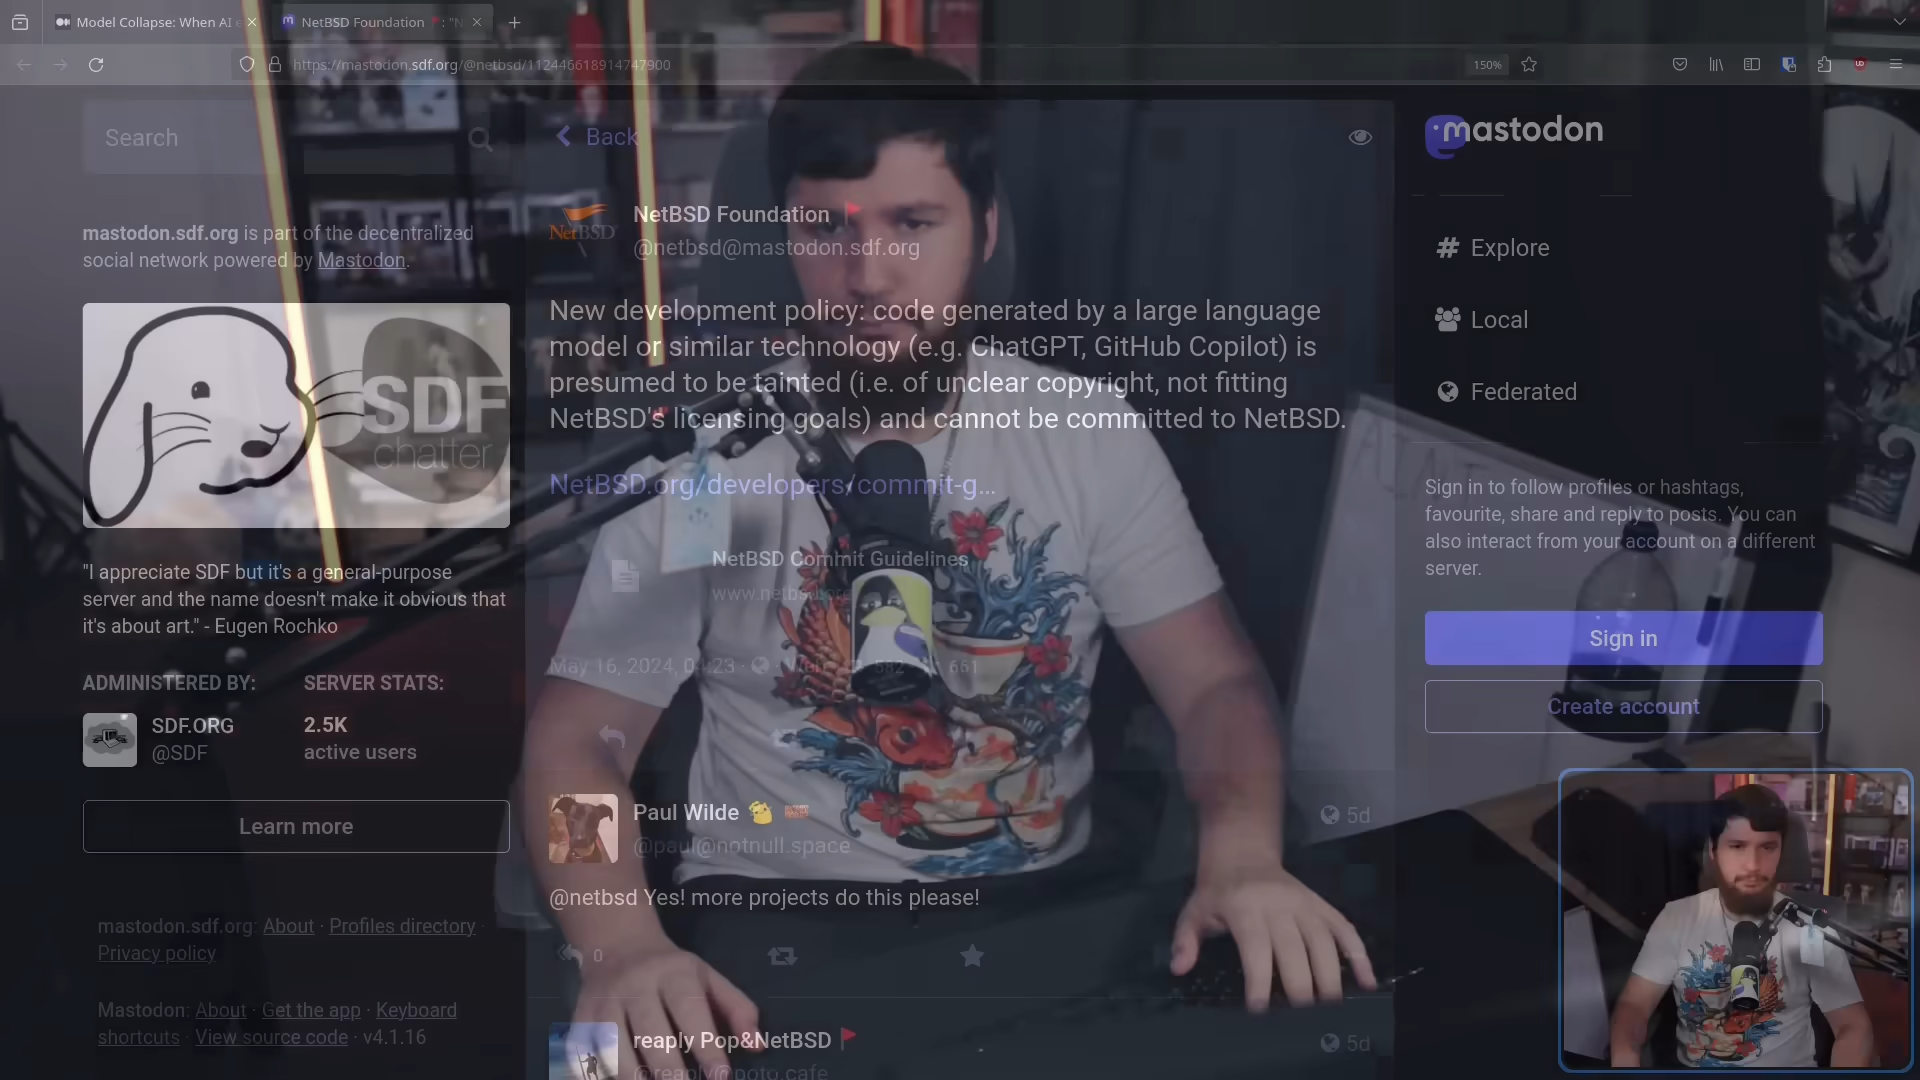 Model Collapse: When AI
NetBSD Foundation
https://mastodon.sdf.org/@netbsd/112446618914747900
150%
Search
mastodon.sdf.org is part of the decentralized
social network powered by Mastodon.
SDF
chatter
"I appreciate SDF but it's a general-purpose
server and the name doesn't make it obvious that
it's about art." - Eugen Rochko
ADMINISTERED BY:
SDF.ORG
@SDF
SERVER STATS:
2.5K
active users
Learn more
mastodon.sdf.org: About · Profiles directory ·
Privacy policy
Mastodon: About · Get the app · Keyboard
shortcuts · View source code · v4.1.16
Back
NetBSD
NetBSD Foundation
@netbsd@mastodon.sdf.org
New development policy: code generated by a large language
model or similar technology (e.g. ChatGPT, GitHub Copilot) is
presumed to be tainted (i.e. of unclear copyright, not fitting
NetBSD's licensing goals) and cannot be committed to NetBSD.
NetBSD.org/developers/commit-g...
NetBSD Commit Guidelines
May 16, 2024, 04:23 · Web · 582 · 661
Paul Wilde
@paul@notnull.space
5d
@netbsd Yes! more projects do this please!
0
reaply Pop&NetBSD
@reaply@poto.cafe
5d
mastodon
Explore
Local
Federated
Sign in to follow profiles or hashtags,
favourite, share and reply to posts. You can
also interact from your account on a different
server.
Sign in
Create account